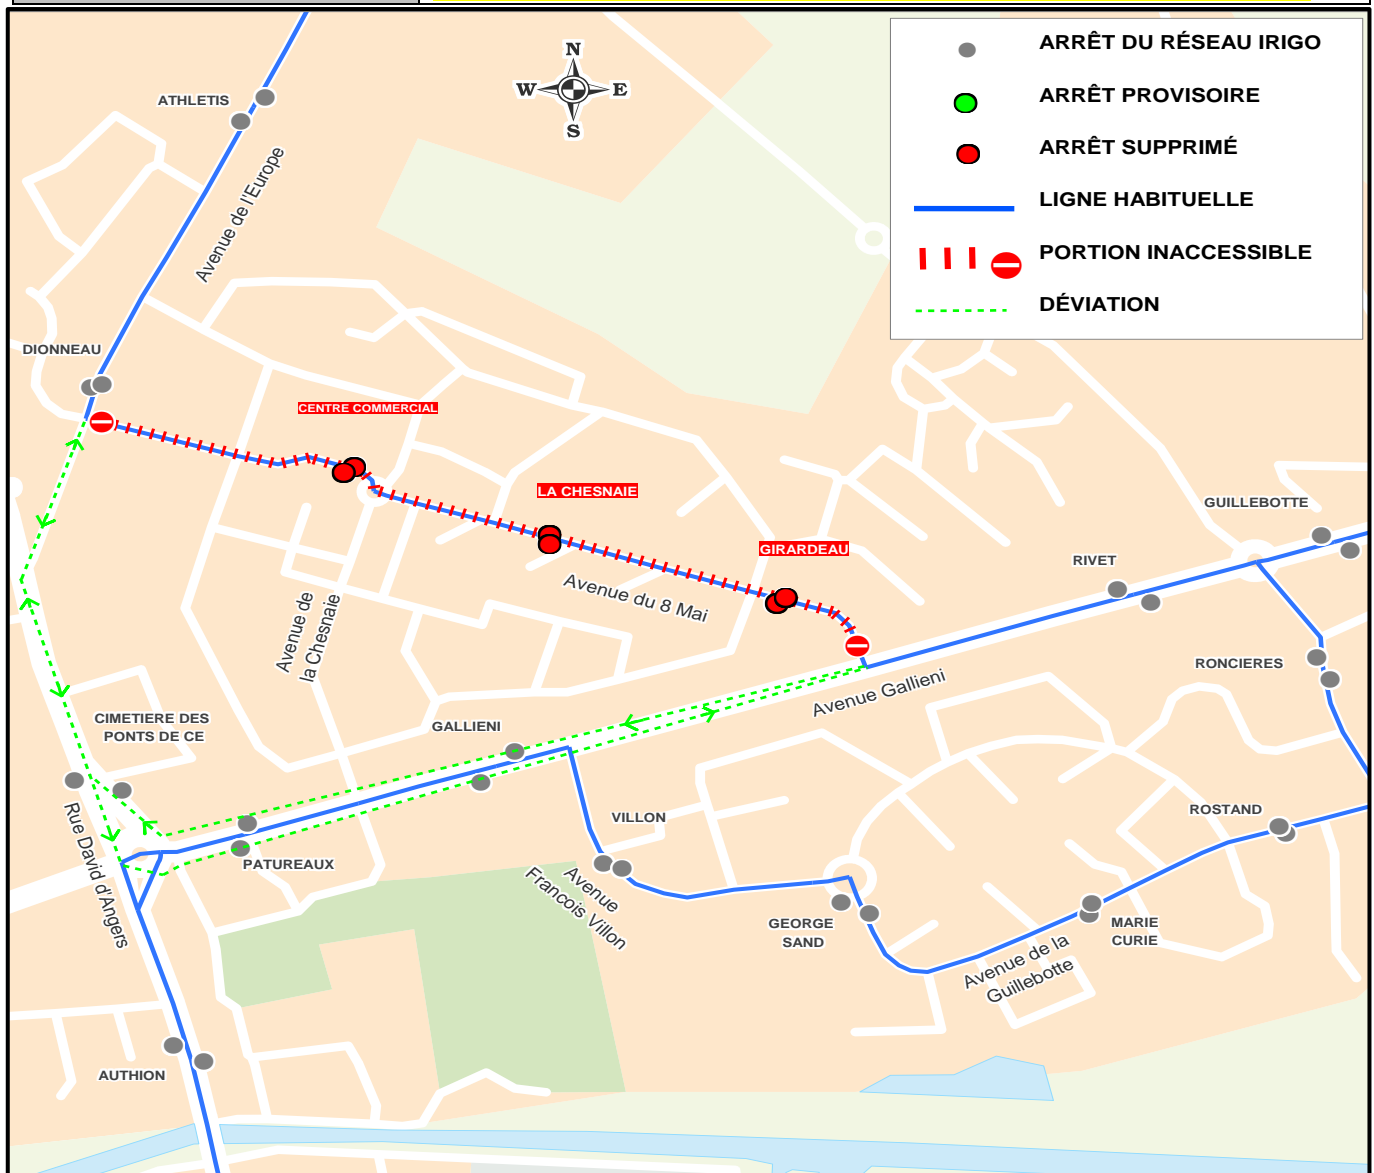 N
W
E
S
ARRÊT DU RÉSEAU IRIGO
ARRÊT PROVISOIRE
ARRÊT SUPPRIMÉ
LIGNE HABITUELLE
PORTION INACCESSIBLE
DÉVIATION
ATHLETIS
Avenue de l'Europe
DIONNEAU
CENTRE COMMERCIAL
LA CHESNAIE
GIRARDEAU
GUILLEBOTTE
RIVET
Avenue du 8 Mai
Avenue de
la Chesnaie
RONCIERES
Avenue Gallieni
CIMETIERE DES
PONTS DE CE
GALLIENI
VILLON
ROSTAND
Rue David d'Angers
PATUREAUX
Avenue
Francois Villon
GEORGE
SAND
MARIE
CURIE
Avenue de la
Guillebotte
AUTHION